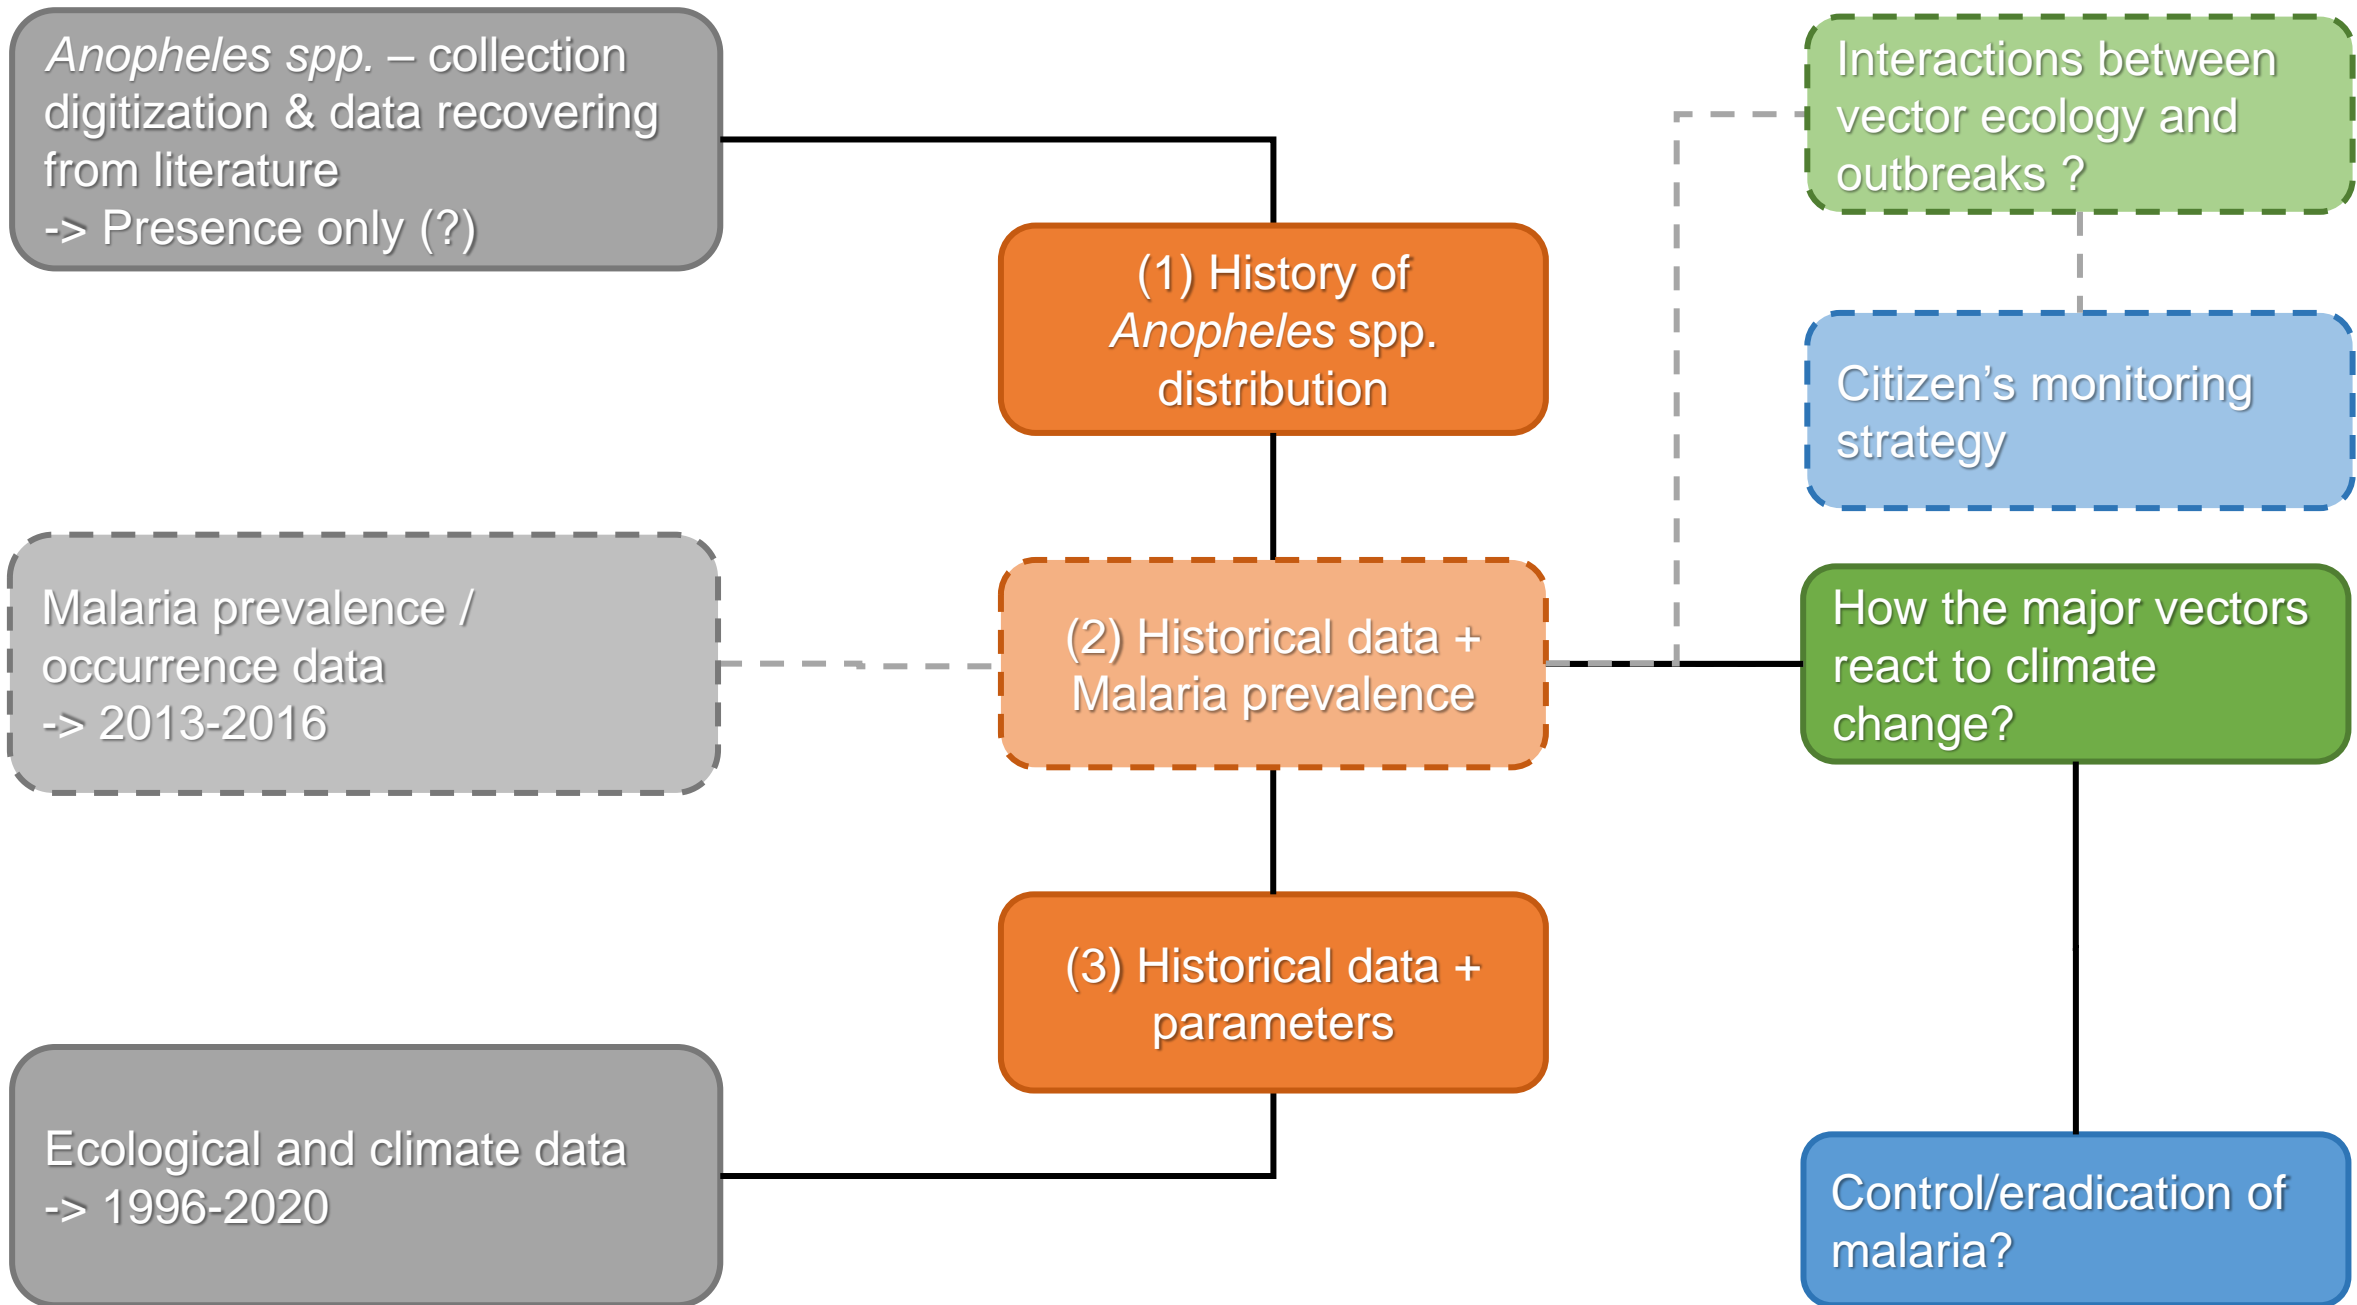 Anopheles spp. – collection
digitization & data recovering
from literature
-> Presence only (?)
(1) History of
Anopheles spp.
distribution
Interactions between
vector ecology and
outbreaks ?
Citizen’s monitoring
strategy
Malaria prevalence /
occurrence data
-> 2013-2016
(2) Historical data +
Malaria prevalence
How the major vectors
react to climate
change?
(3) Historical data +
parameters
Ecological and climate data
-> 1996-2020
Control/eradication of
malaria?